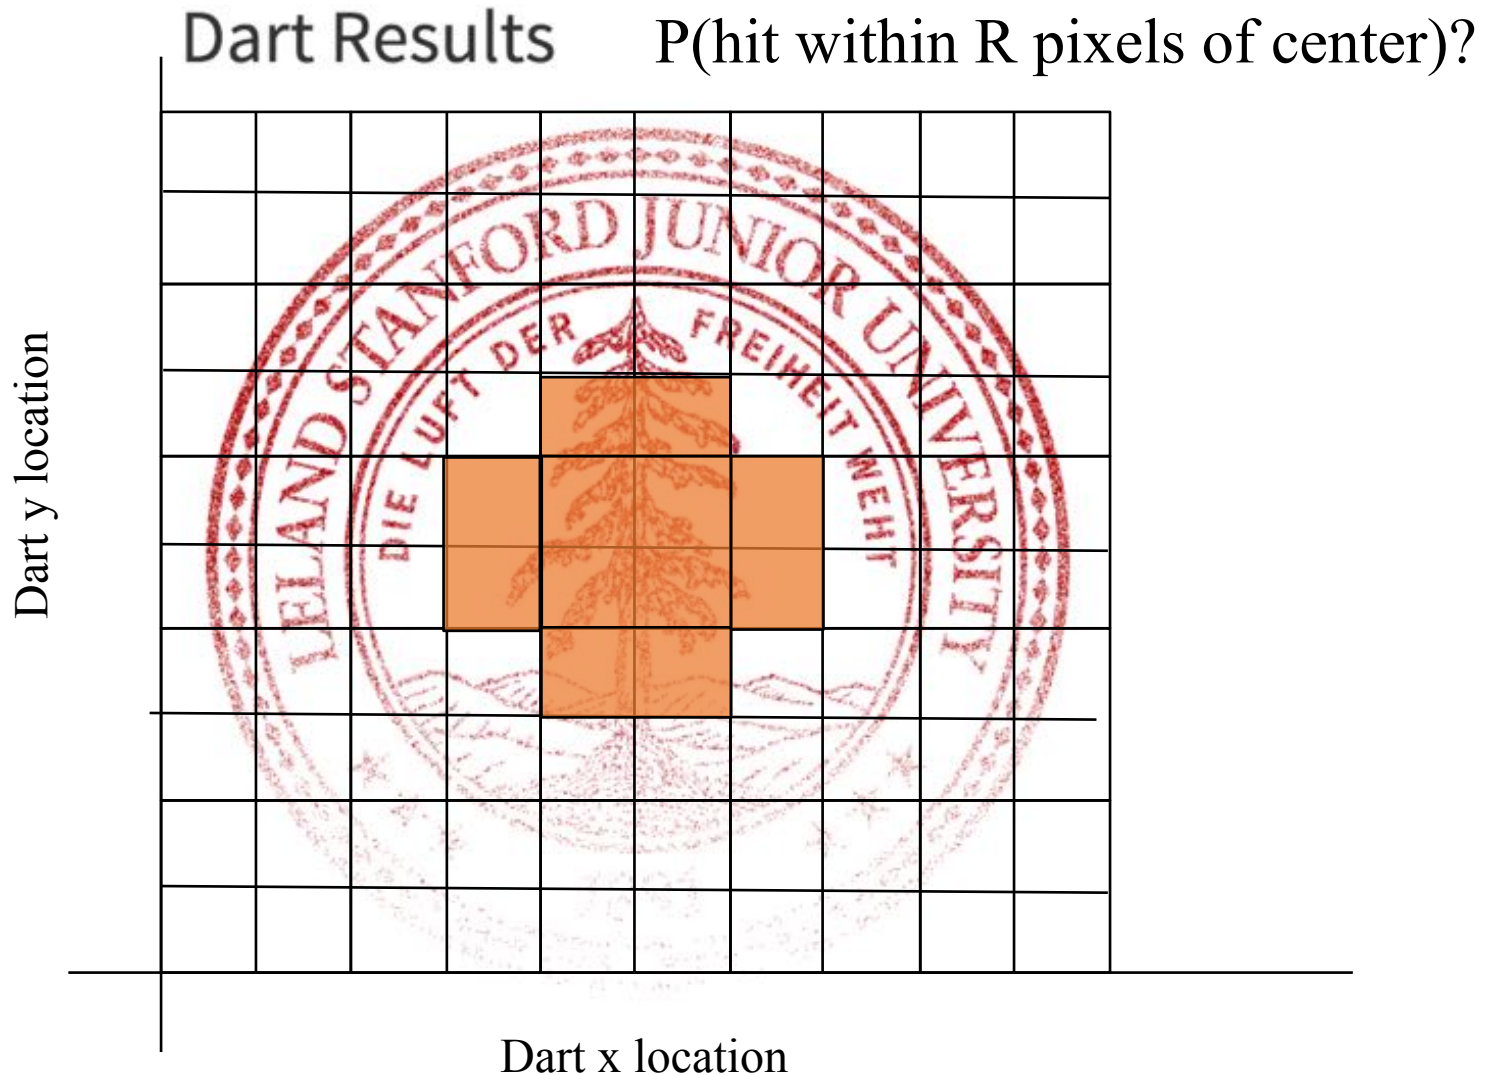 Dart Results
P(hit within R pixels of center)?
LELAND STANFORD JUNIOR UNIVERSITY
DIE LUFT DER FREIHEIT WEHT
Dart y location
Dart x location